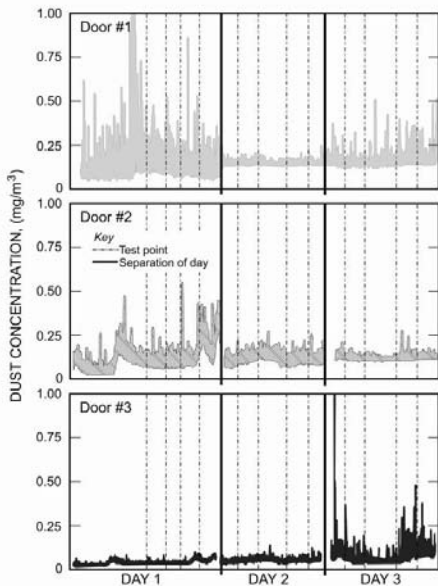 DUST CONCENTRATION, (mg/m³)
1.00
Door #1
0.75
0.50
0.25
0
1.00
Door #2
Key
0.75
Test point
Separation of day
0.50
0.25
0
1.00
Door #3
0.75
0.50
0.25
0
DAY 1
DAY 2
DAY 3